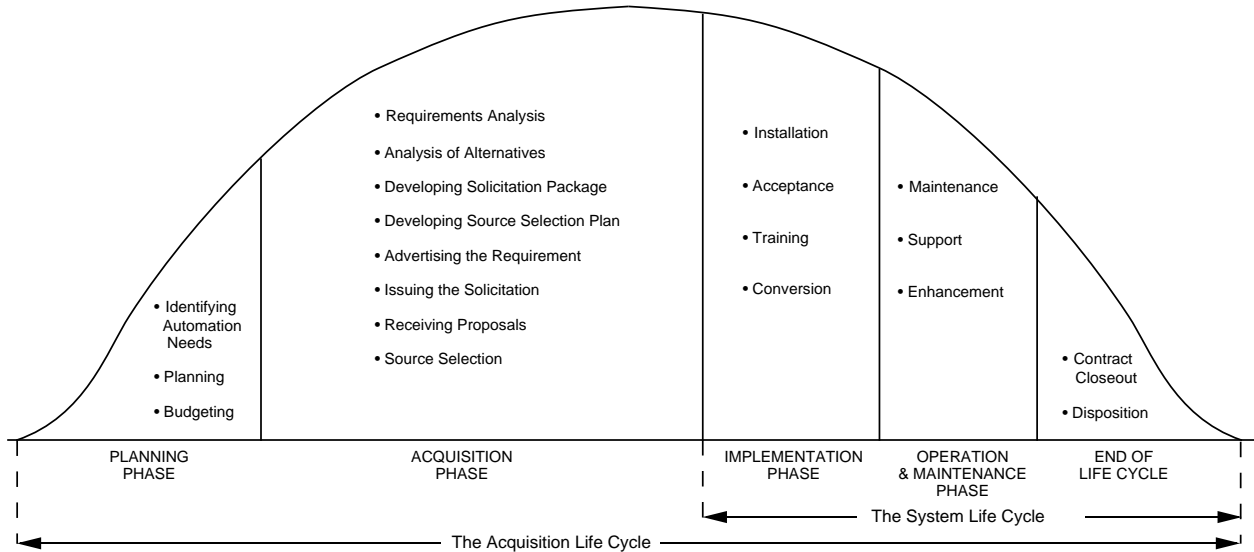 • Identifying
Automation
Needs
• Planning
• Budgeting
• Requirements Analysis
• Analysis of Alternatives
• Developing Solicitation Package
• Developing Source Selection Plan
• Advertising the Requirement
• Issuing the Solicitation
• Receiving Proposals
• Source Selection
• Installation
• Acceptance
• Training
• Conversion
• Maintenance
• Support
• Enhancement
• Contract
Closeout
• Disposition
PLANNING
PHASE
ACQUISITION
PHASE
IMPLEMENTATION
PHASE
OPERATION
& MAINTENANCE
PHASE
END OF
LIFE CYCLE
The System Life Cycle
The Acquisition Life Cycle